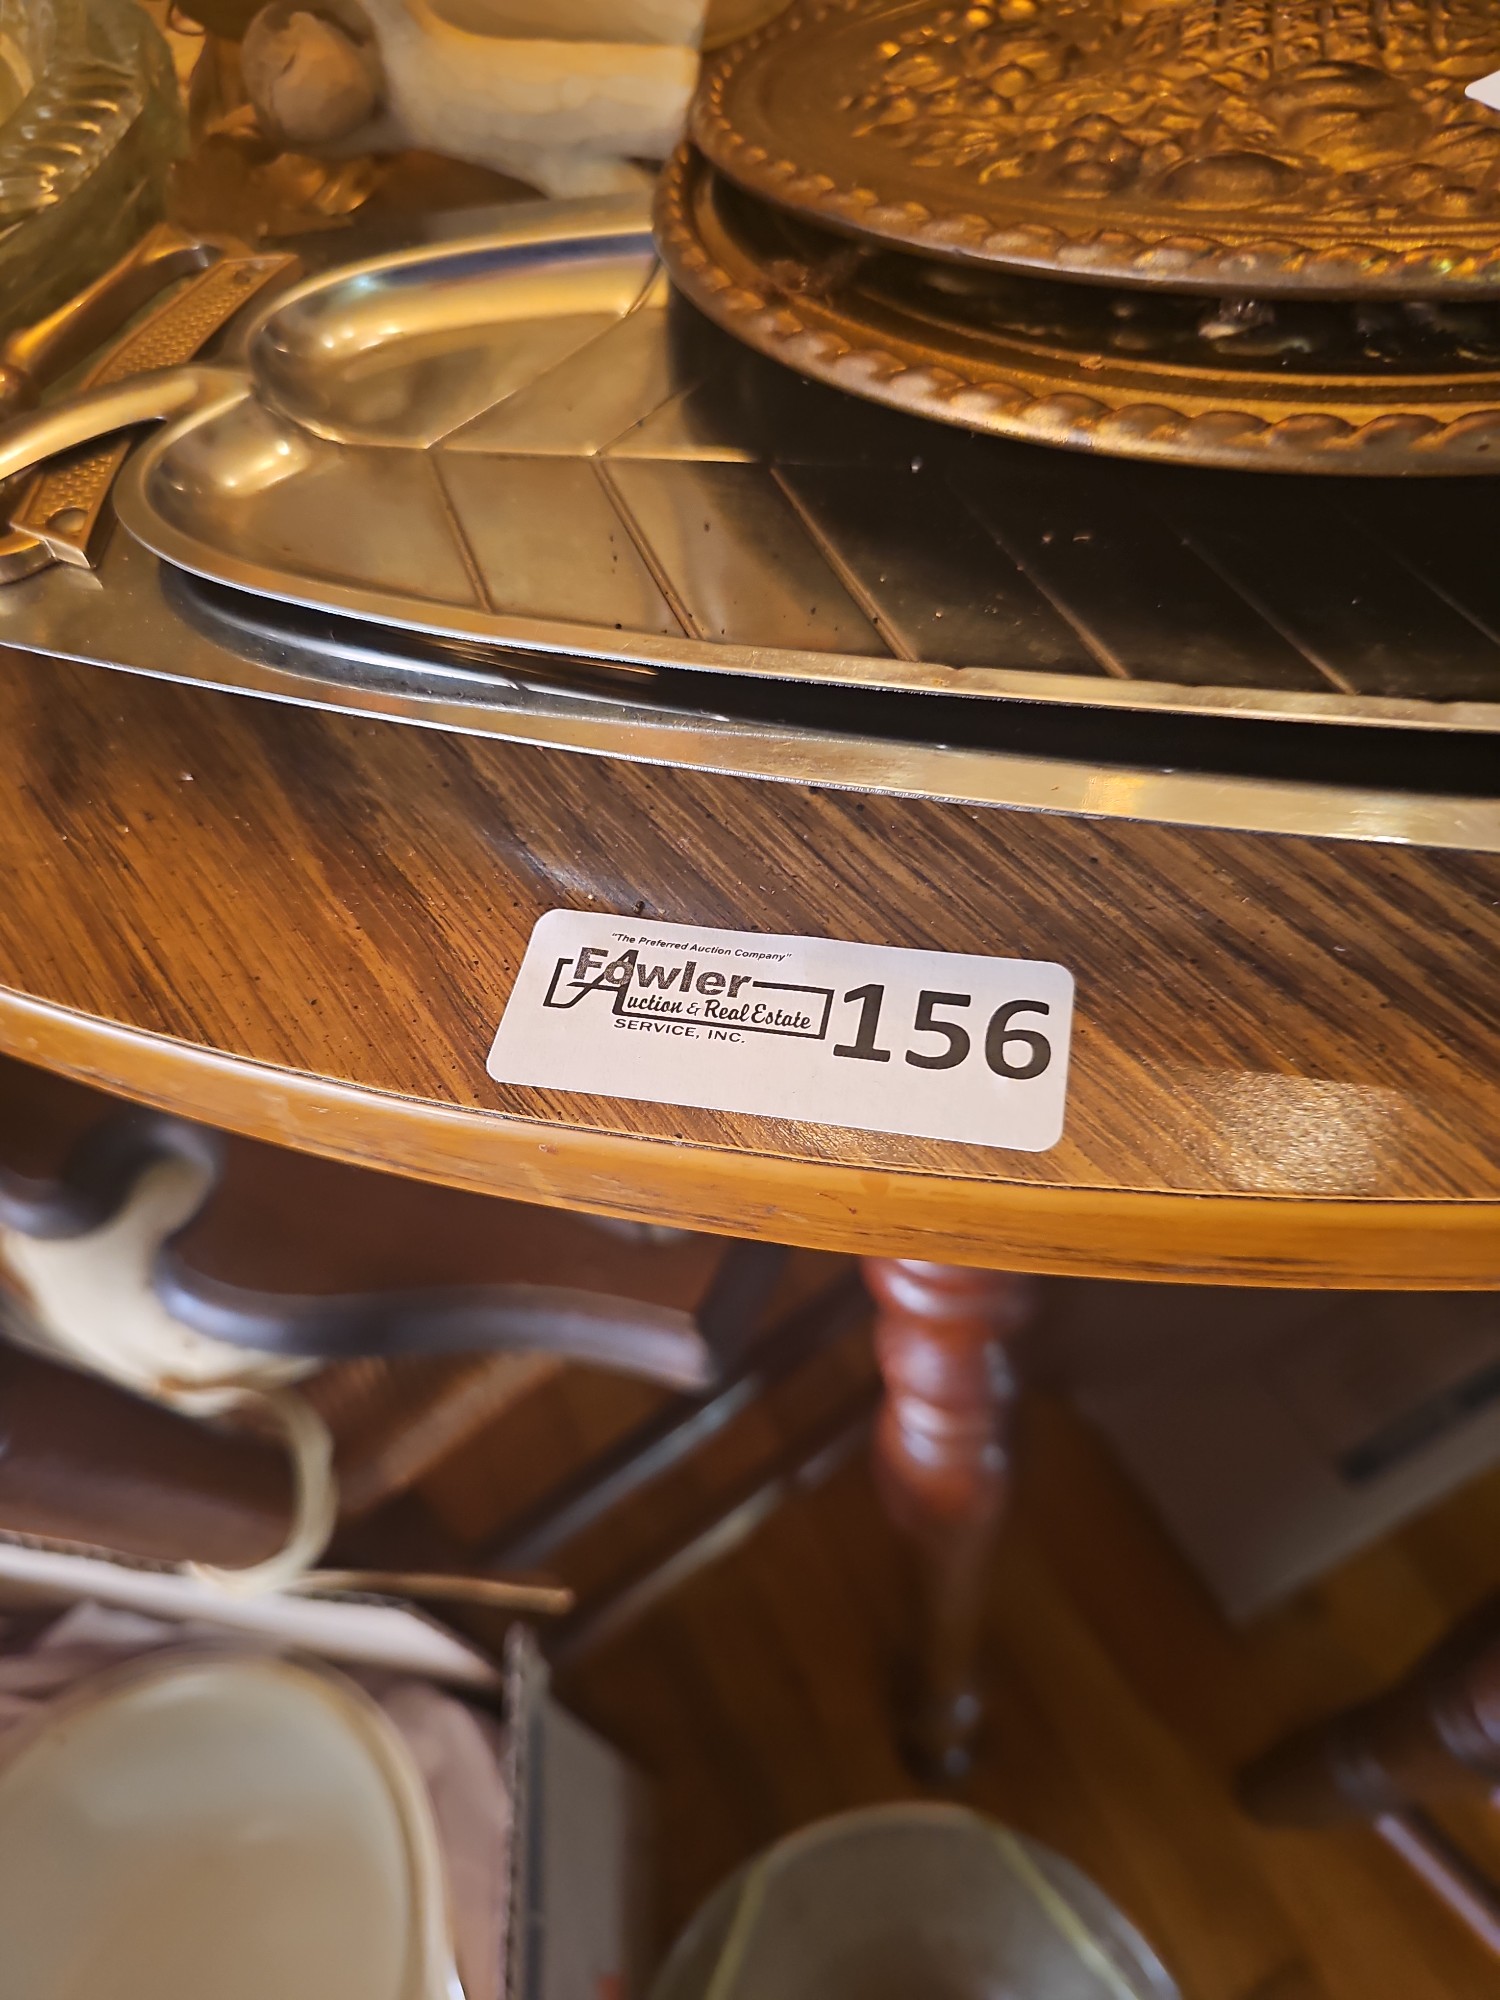 "The Preferred Auction Company"
Fowler
Auction & Real Estate
SERVICE, INC.
156